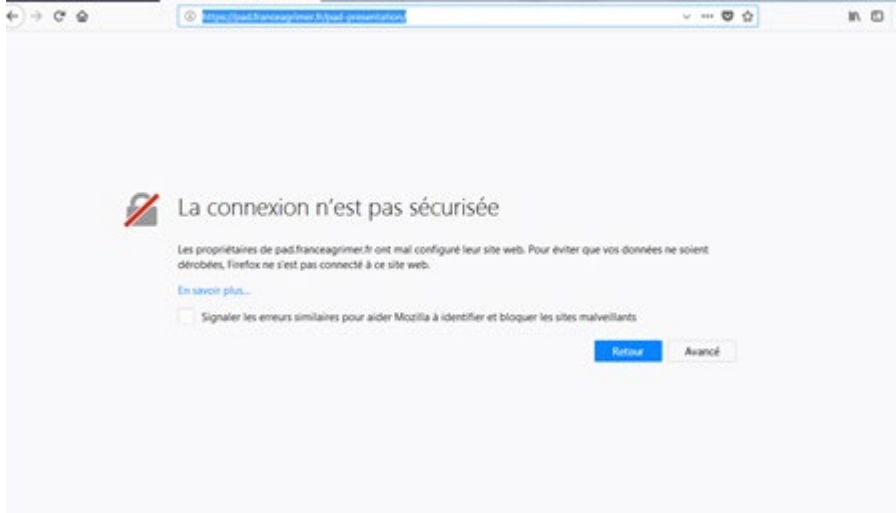 https://pad.franceagrimer.fr/pad-presentation/
La connexion n'est pas sécurisée
Les propriétaires de pad.franceagrimer.fr ont mal configuré leur site web. Pour éviter que vos données ne soient
dérobées, Firefox ne s'est pas connecté à ce site web.
En savoir plus...
Signaler les erreurs similaires pour aider Mozilla à identifier et bloquer les sites malveillants
Retour Avancé